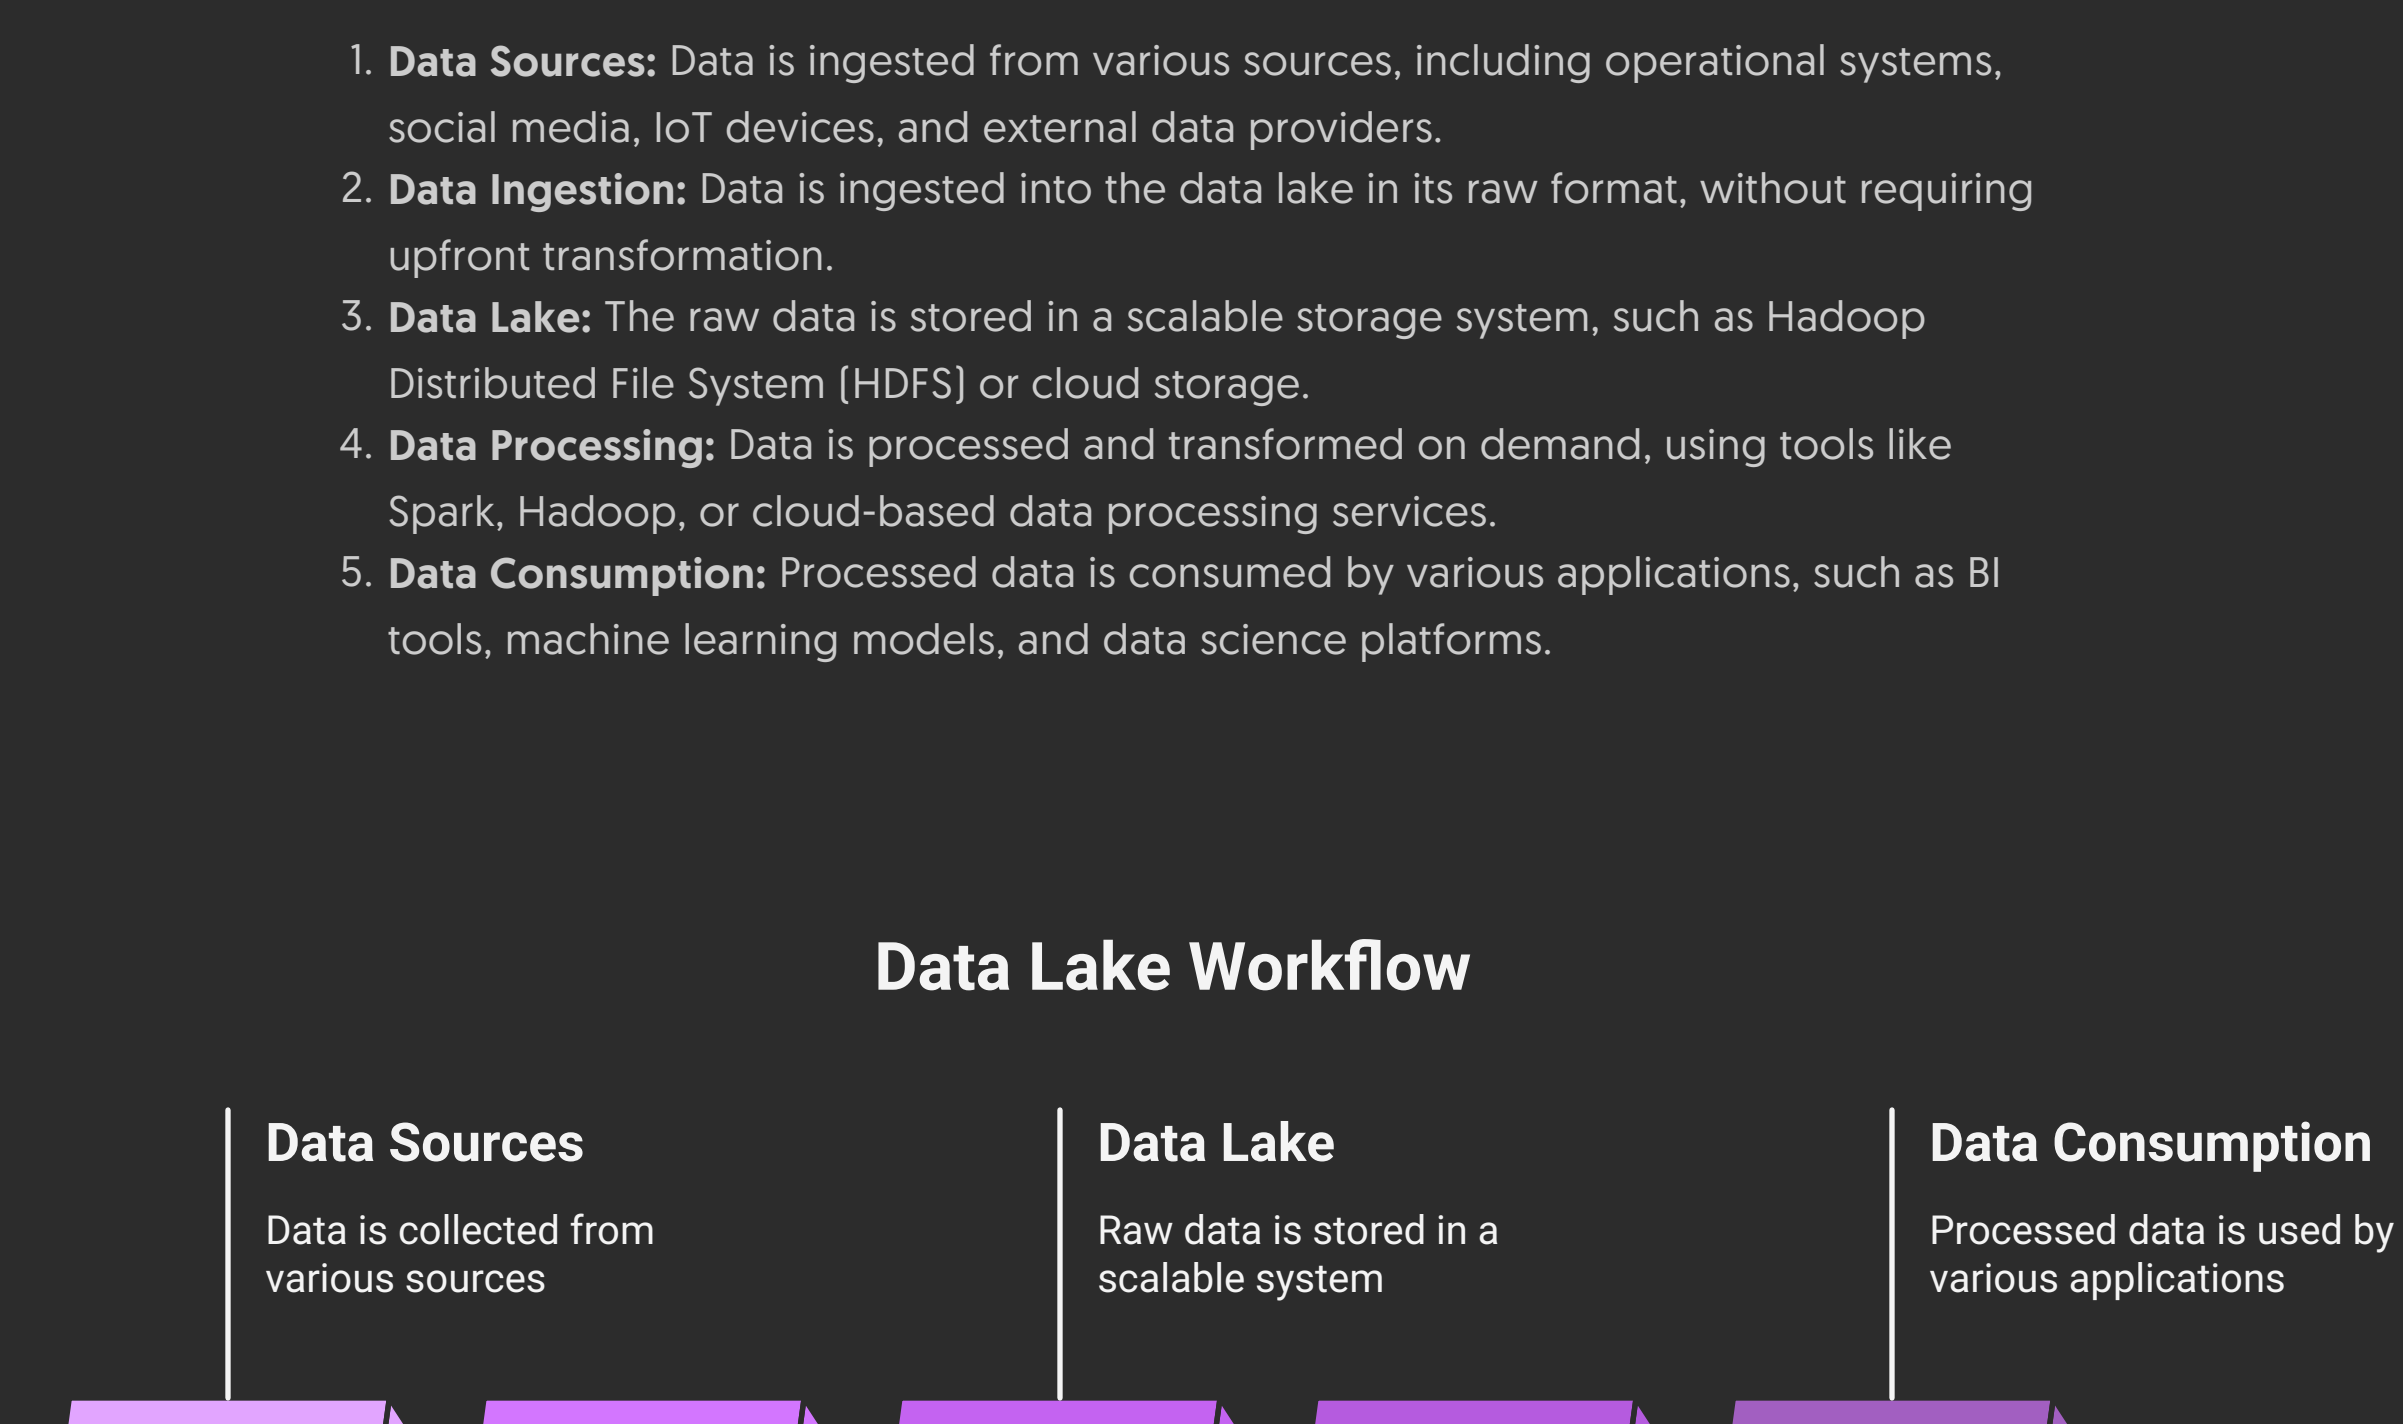 1. Data Sources: Data is ingested from various sources, including operational systems,
social media, IoT devices, and external data providers.
2. Data Ingestion: Data is ingested into the data lake in its raw format, without requiring
upfront transformation.
3. Data Lake: The raw data is stored in a scalable storage system, such as Hadoop
Distributed File System (HDFS) or cloud storage.
4. Data Processing: Data is processed and transformed on demand, using tools like
Spark, Hadoop, or cloud-based data processing services.
5. Data Consumption: Processed data is consumed by various applications, such as BI
tools, machine learning models, and data science platforms.
Data Lake Workflow
Data Sources
Data is collected from
various sources
Data Lake
Raw data is stored in a
scalable system
Data Consumption
Processed data is used by
various applications